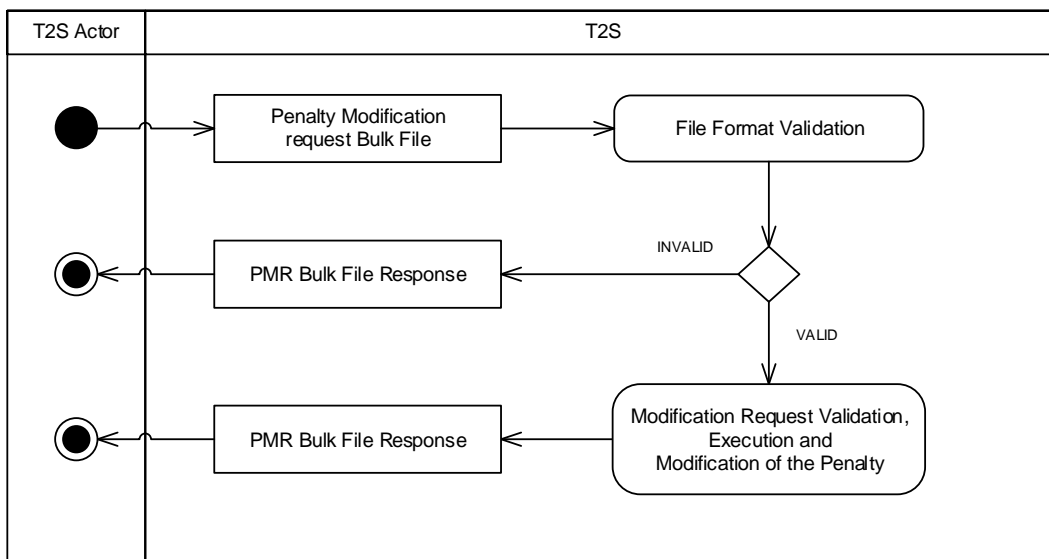 T2S Actor
T2S
Penalty Modification
request Bulk File
File Format Validation
INVALID
PMR Bulk File Response
VALID
Modification Request Validation,
Execution and
Modification of the Penalty
PMR Bulk File Response